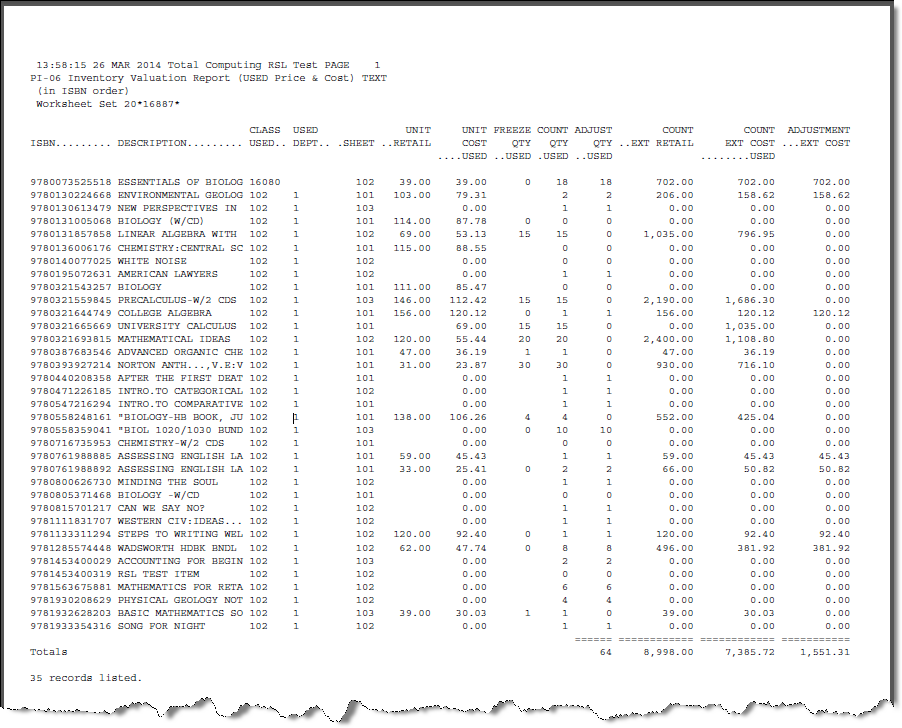 13:58:15 26 MAR 2014 Total Computing RSL Test PAGE    1
PI-06 Inventory Valuation Report (USED Price & Cost) TEXT
(in ISBN order)
Worksheet Set 20*16887*
CLASS USED UNIT UNIT FREEZE COUNT ADJUST COUNT COUNT ADJUSTMENT
ISBN......... DESCRIPTION......... USED.. DEPT.. .SHEET ..RETAIL COST QTY QTY QTY ..EXT RETAIL EXT COST ...EXT COST
....USED ..USED .USED ..USED ........USED
9780073525518 ESSENTIALS OF BIOLOG 16080 102 39.00 39.00 0 18 18 702.00 702.00 702.00
9780130224668 ENVIRONMENTAL GEOLOG 102 1 101 103.00 79.31 2 2 206.00 158.62 158.62
9780130613479 NEW PERSPECTIVES IN 102 1 103 0.00 1 1 0.00 0.00 0.00
9780131005068 BIOLOGY (W/CD) 102 1 101 114.00 87.78 0 0 0 0.00 0.00 0.00
9780131857858 LINEAR ALGEBRA WITH 102 1 102 69.00 53.13 15 15 0 1,035.00 796.95 0.00
9780136006176 CHEMISTRY:CENTRAL SC 102 1 101 115.00 88.55 0 0 0.00 0.00 0.00
9780140077025 WHITE NOISE 102 1 102 0.00 0 0 0.00 0.00 0.00
9780195072631 AMERICAN LAWYERS 102 1 102 0.00 1 1 0.00 0.00 0.00
9780321543257 BIOLOGY 102 1 101 111.00 85.47 0 0 0.00 0.00 0.00
9780321559845 PRECALCULUS-W/2 CDS 102 1 103 146.00 112.42 15 15 0 2,190.00 1,686.30 0.00
9780321644749 COLLEGE ALGEBRA 102 1 101 156.00 120.12 0 1 1 156.00 120.12 120.12
9780321665669 UNIVERSITY CALCULUS 102 1 101 69.00 15 15 0 0.00 1,035.00 0.00
9780321693815 MATHEMATICAL IDEAS 102 1 102 120.00 55.44 20 20 0 2,400.00 1,108.80 0.00
9780387683546 ADVANCED ORGANIC CHE 102 1 101 47.00 36.19 1 1 0 47.00 36.19 0.00
9780393927214 NORTON ANTH...,V.E:V 102 1 101 31.00 23.87 30 30 0 930.00 716.10 0.00
9780440208358 AFTER THE FIRST DEAT 102 1 101 0.00 1 1 0.00 0.00 0.00
9780471226185 INTRO.TO CATEGORICAL 102 1 101 0.00 1 1 0.00 0.00 0.00
9780547216294 INTRO.TO COMPARATIVE 102 1 101 0.00 1 1 0.00 0.00 0.00
9780558248161 "BIOLOGY-HB BOOK, JU 102 1 101 138.00 106.26 4 4 0 552.00 425.04 0.00
9780558359041 "BIOL 1020/1030 BUND 102 1 103 0.00 0 10 10 0.00 0.00 0.00
9780716735953 CHEMISTRY-W/2 CDS 102 1 101 0.00 0 0 0.00 0.00 0.00
9780761988885 ASSESSING ENGLISH LA 102 1 101 59.00 45.43 1 1 59.00 45.43 45.43
9780761988892 ASSESSING ENGLISH LA 102 1 101 33.00 25.41 0 2 2 66.00 50.82 50.82
9780800626730 MINDING THE SOUL 102 1 102 0.00 1 1 0.00 0.00 0.00
9780805371468 BIOLOGY -W/CD 102 1 101 0.00 0 0 0.00 0.00 0.00
9780815701217 CAN WE SAY NO? 102 1 102 0.00 1 1 0.00 0.00 0.00
9781111831707 WESTERN CIV:IDEAS... 102 1 102 0.00 1 1 0.00 0.00 0.00
9781133311294 STEPS TO WRITING WEL 102 1 102 120.00 92.40 0 1 1 120.00 92.40 92.40
9781285574448 WADSWORTH HDBK BNDL 102 1 102 62.00 47.74 0 8 8 496.00 381.92 381.92
9781453400029 ACCOUNTING FOR BEGIN 102 1 103 0.00 2 2 0.00 0.00 0.00
9781453400319 RSL TEST ITEM 102 1 102 0.00 0 0 0.00 0.00 0.00
9781563675881 MATHEMATICS FOR RETA 102 1 102 0.00 6 6 0.00 0.00 0.00
9781930208629 PHYSICAL GEOLOGY NOT 102 1 102 0.00 4 4 0.00 0.00 0.00
9781932628203 BASIC MATHEMATICS SO 102 1 103 39.00 30.03 1 1 0 39.00 30.03 0.00
9781933354316 SONG FOR NIGHT 102 1 102 0.00 1 1 0.00 0.00 0.00
====== ============ ============ ===========
Totals 64 8,998.00 7,385.72 1,551.31
35 records listed.